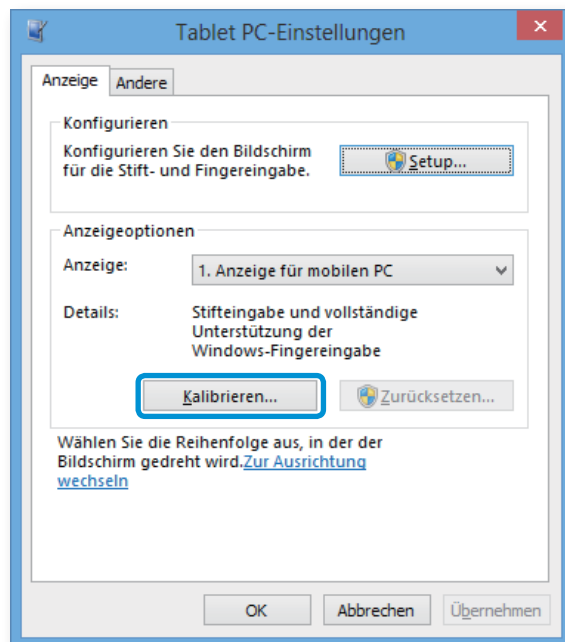 Tablet PC-Einstellungen
Anzeige Andere
Konfigurieren
Konfigurieren Sie den Bildschirm
für die Stift- und Fingereingabe.
Setup...
Anzeigeoptionen
Anzeige: 1. Anzeige für mobilen PC
Details: Stifteingabe und vollständige
Unterstützung der
Windows-Fingereingabe
Kalibrieren... Zurücksetzen...
Wählen Sie die Reihenfolge aus, in der der
Bildschirm gedreht wird.Zur Ausrichtung
wechseln
OK Abbrechen Übernehmen